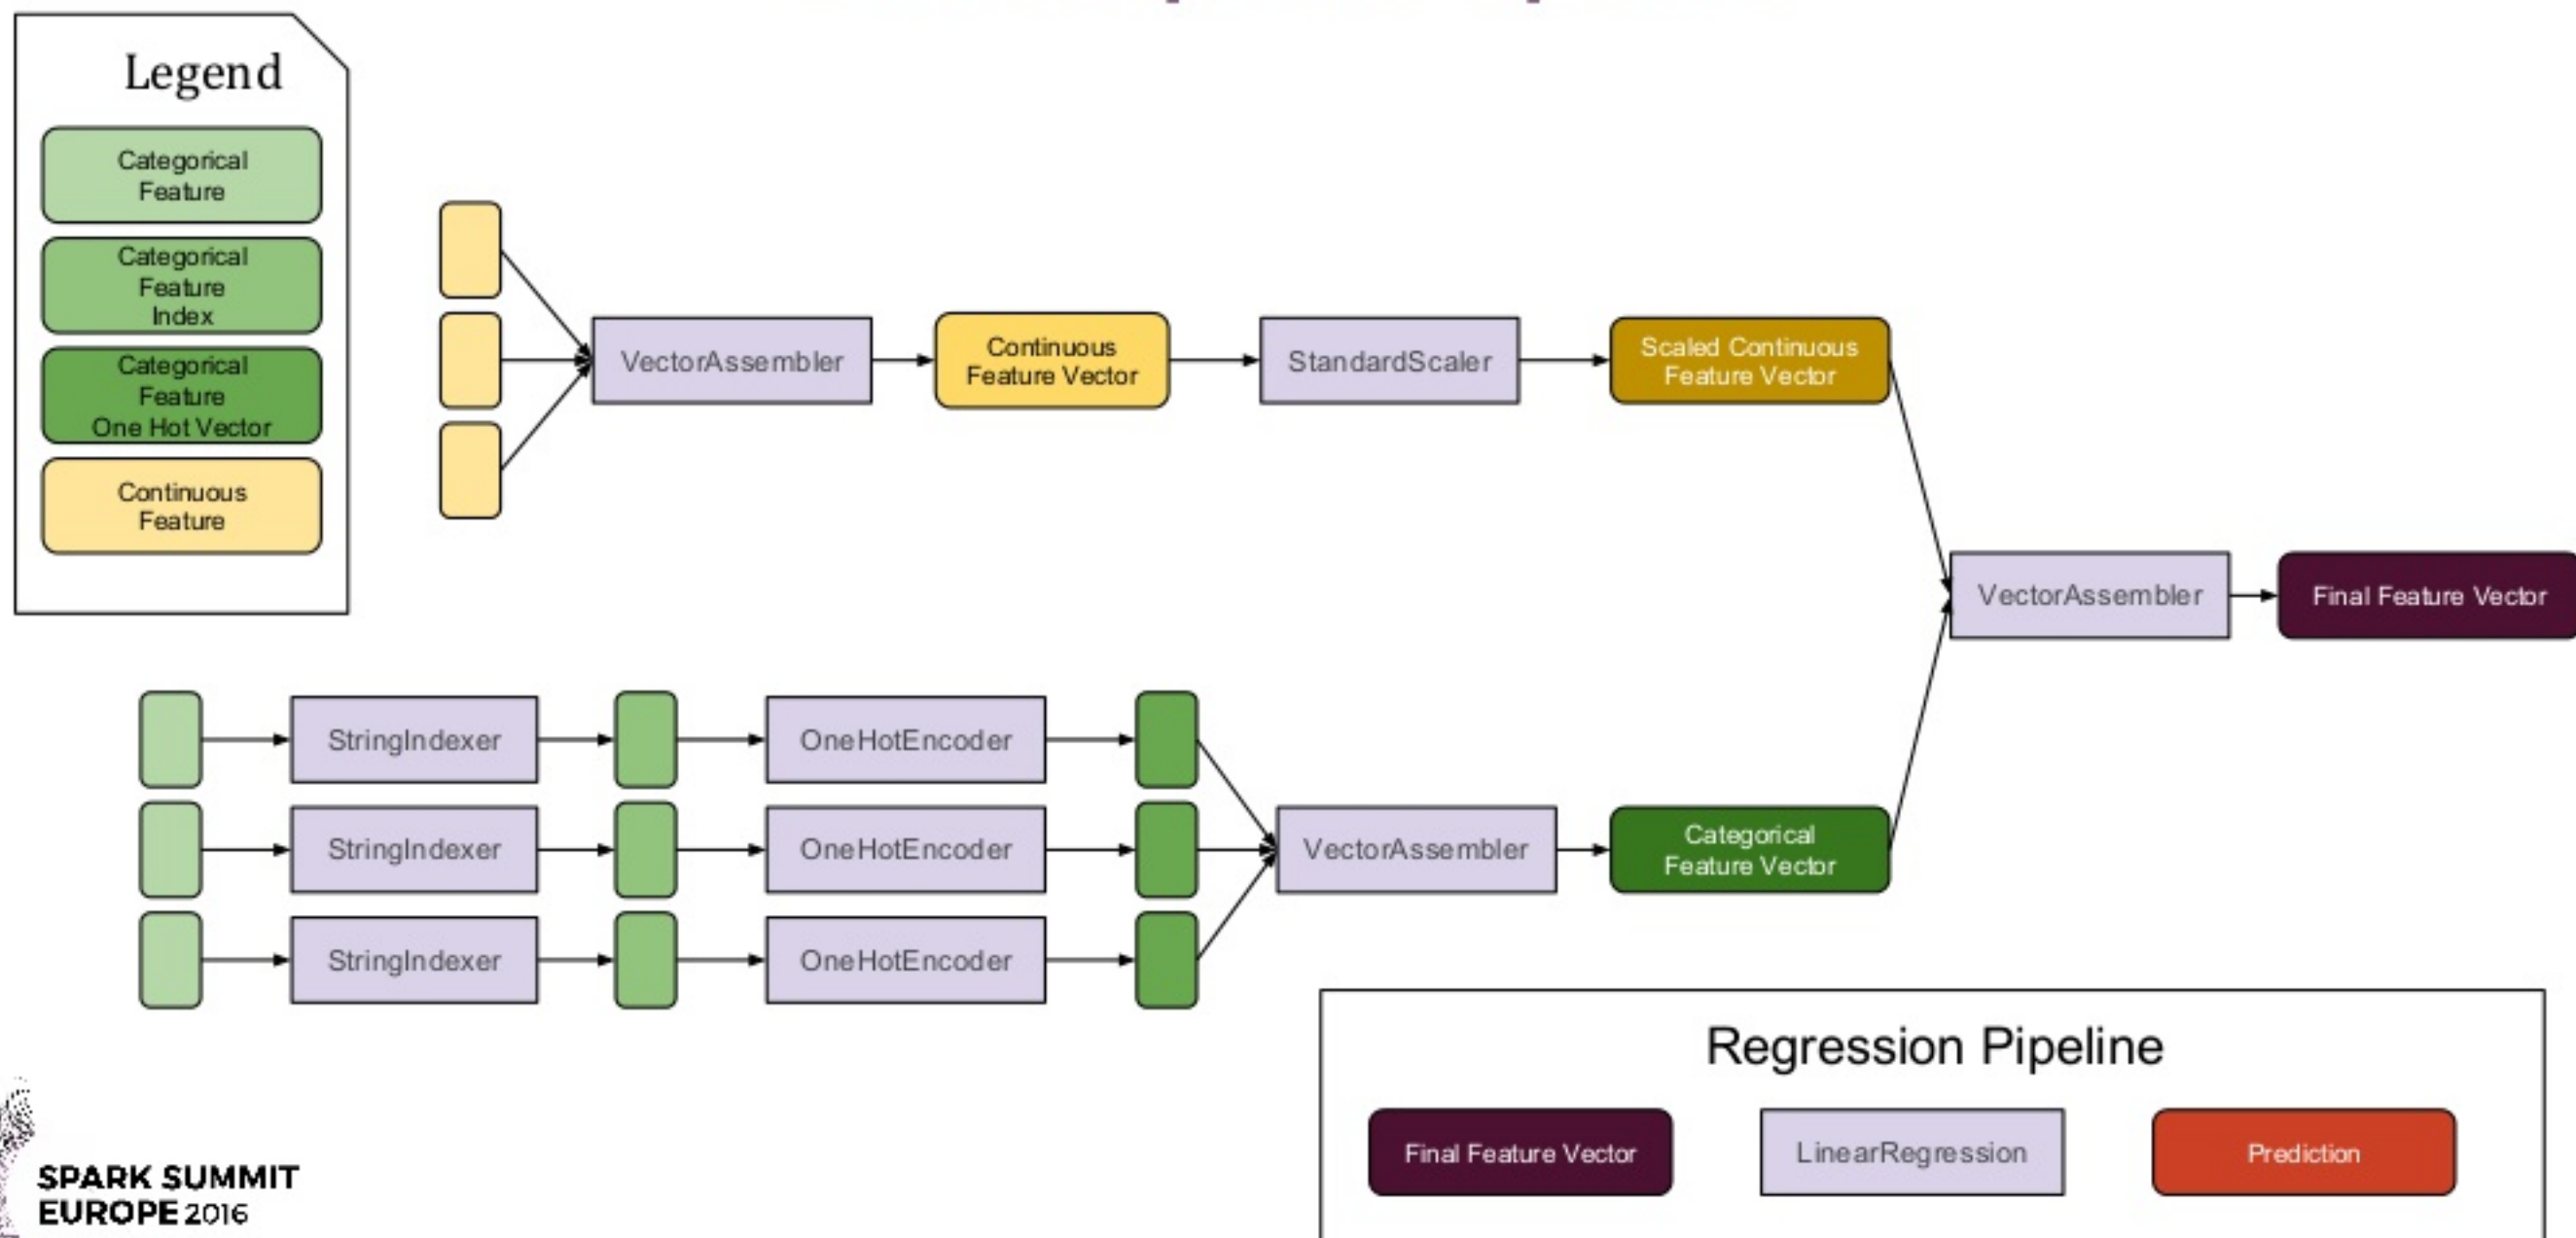 Legend
Categorical
Feature
Categorical
Feature
Index
Categorical
Feature
One Hot Vector
Continuous
Feature
VectorAssembler
Continuous
Feature Vector
StandardScaler
Scaled Continuous
Feature Vector
VectorAssembler
Final Feature Vector
StringIndexer
OneHotEncoder
StringIndexer
OneHotEncoder
VectorAssembler
Categorical
Feature Vector
StringIndexer
OneHotEncoder
Regression Pipeline
Final Feature Vector
LinearRegression
Prediction
SPARK SUMMIT
EUROPE 2016